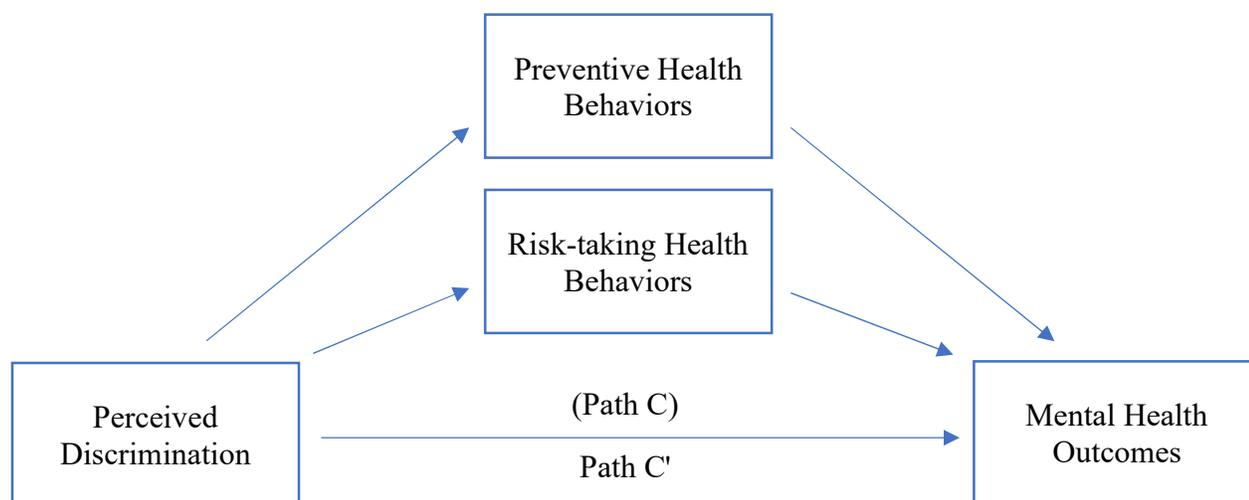 Preventive Health
Behaviors
Risk-taking Health
Behaviors
Perceived
Discrimination
(Path C)
Path C'
Mental Health
Outcomes